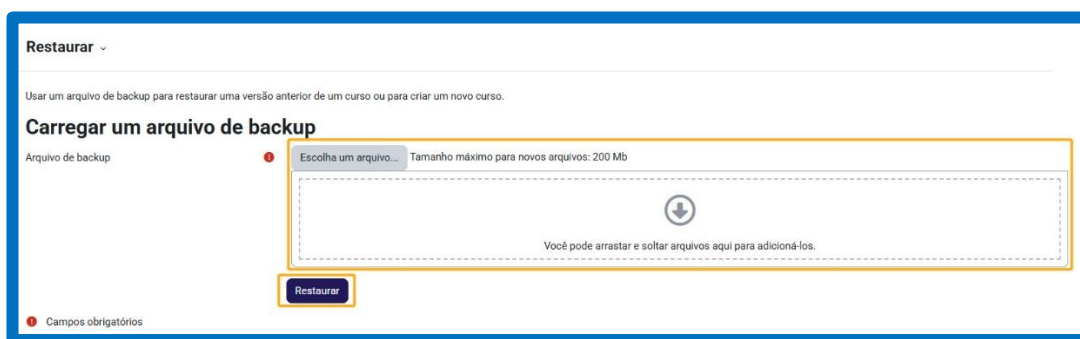 Restaurar
Usar um arquivo de backup para restaurar uma versão anterior de um curso ou para criar um novo curso.
Carregar um arquivo de backup
Arquivo de backup
Escolha um arquivo... Tamanho máximo para novos arquivos: 200 Mb
Você pode arrastar e soltar arquivos aqui para adicioná-los.
Restaurar
Campos obrigatórios